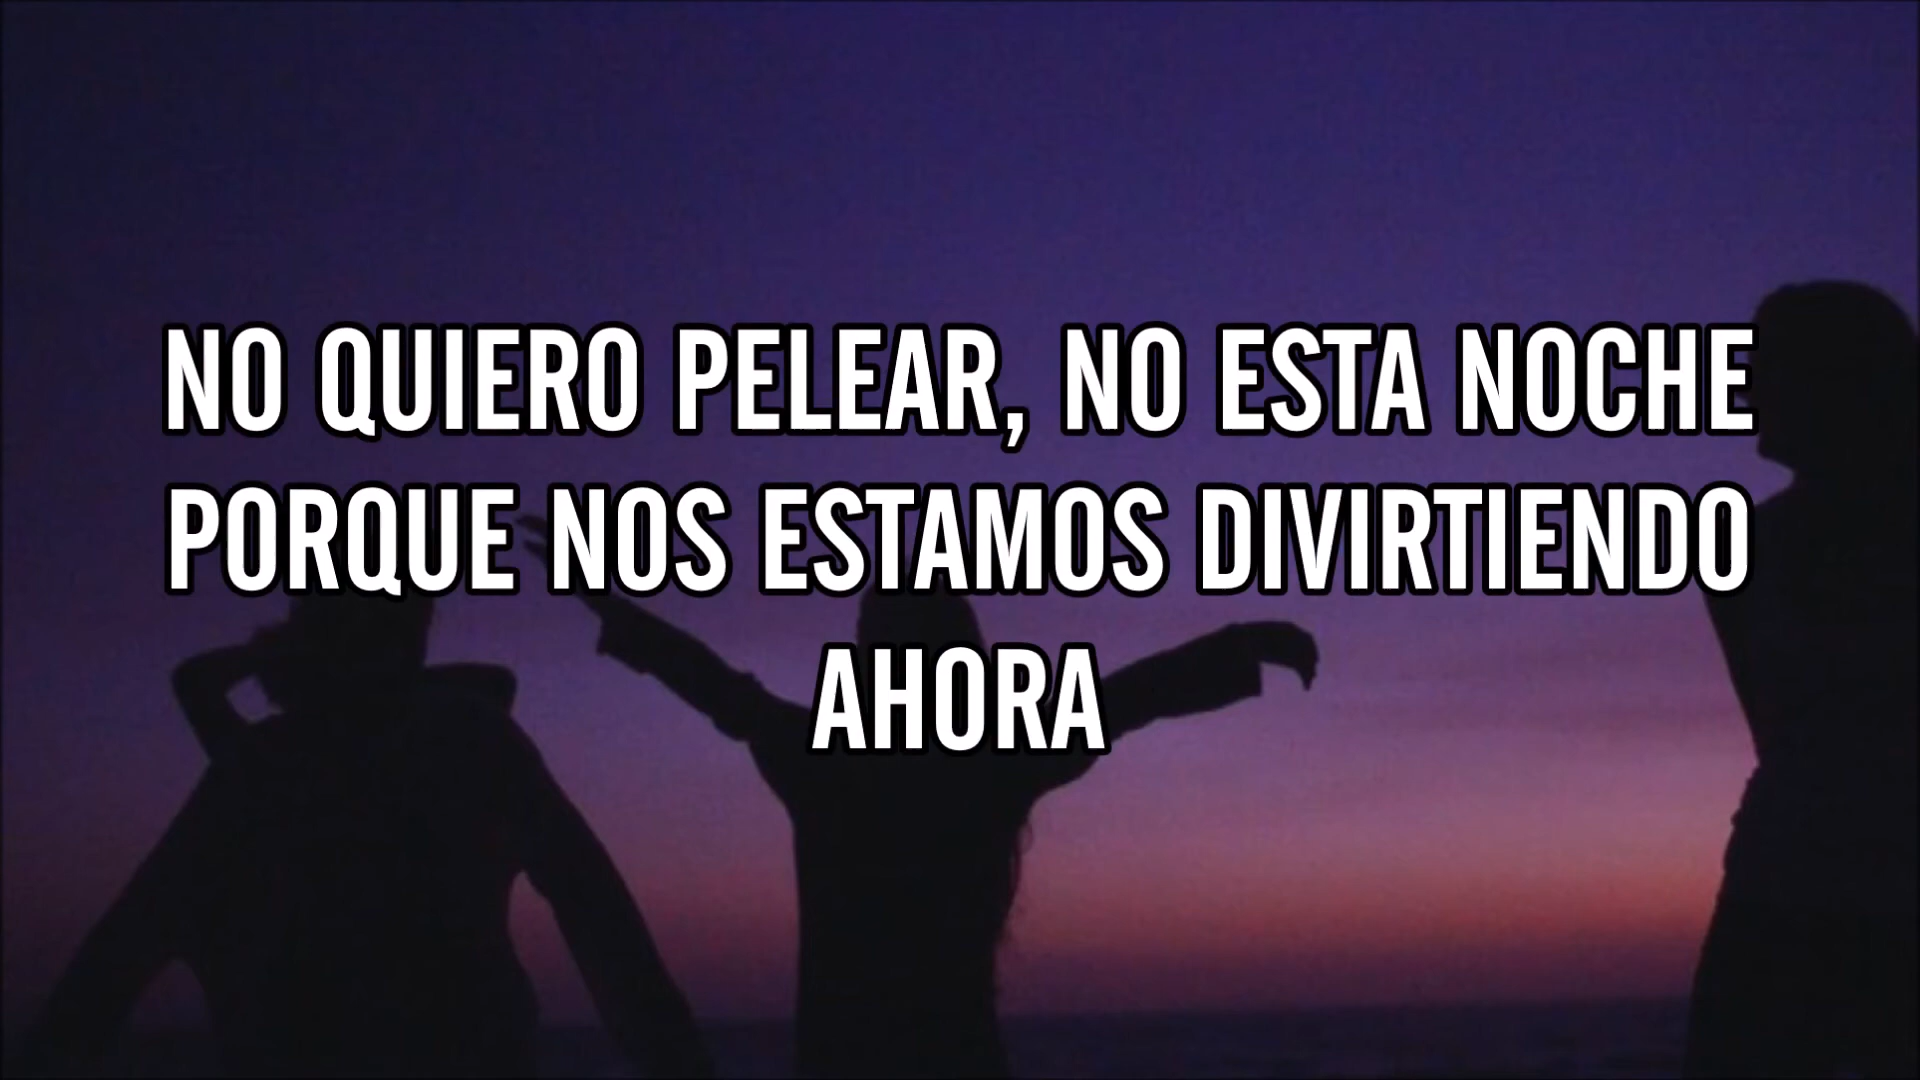 NO QUIERO PELEAR, NO ESTA NOCHE
PORQUE NOS ESTAMOS DIVIRTIENDO
AHORA